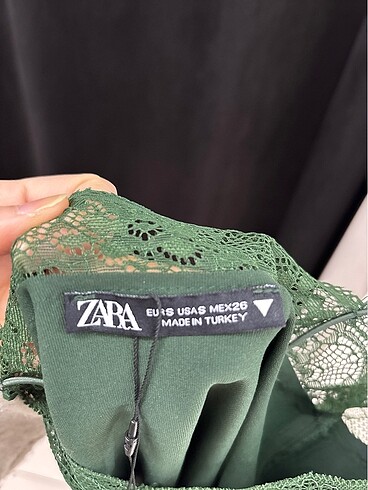 ZARA
EUR S USA S MEX 26
MADE IN TURKEY